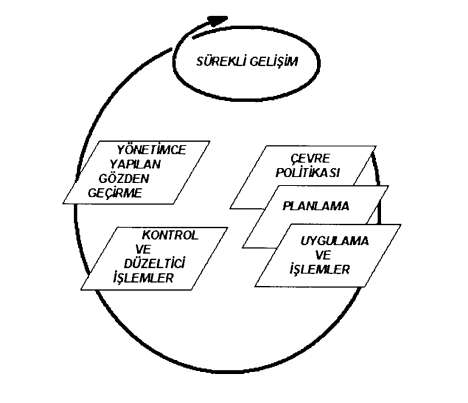 SÜREKLİ GELİŞİM
YÖNETİMCE
YAPILAN
GÖZDEN
GEÇİRME
ÇEVRE
POLİTİKASI
PLANLAMA
KONTROL
VE
DÜZELTİCİ
İŞLEMLER
UYGULAMA
VE
İŞLEMLER